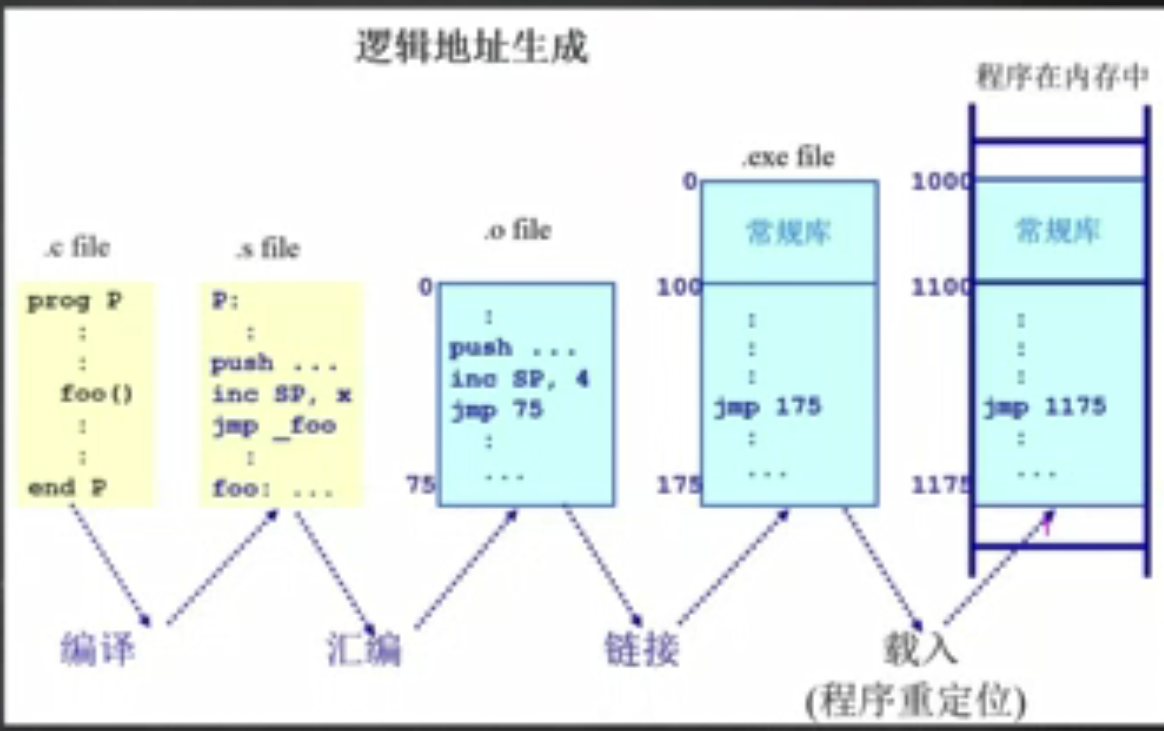 逻辑地址生成
程序在内存中
.c file
prog P
:
:
foo()
:
:
end P
.s file
P:
:
push ...
inc SP, x
jmp _foo
:
foo: ...
.o file
0
:
push ...
inc SP, 4
jmp 75
:
...
75
.exe file
0
常规库
100
:
:
:
jmp 175
:
...
175
1000
常规库
1100
:
:
:
jmp 1175
:
...
1175
编译
汇编
链接
载入
(程序重定位)